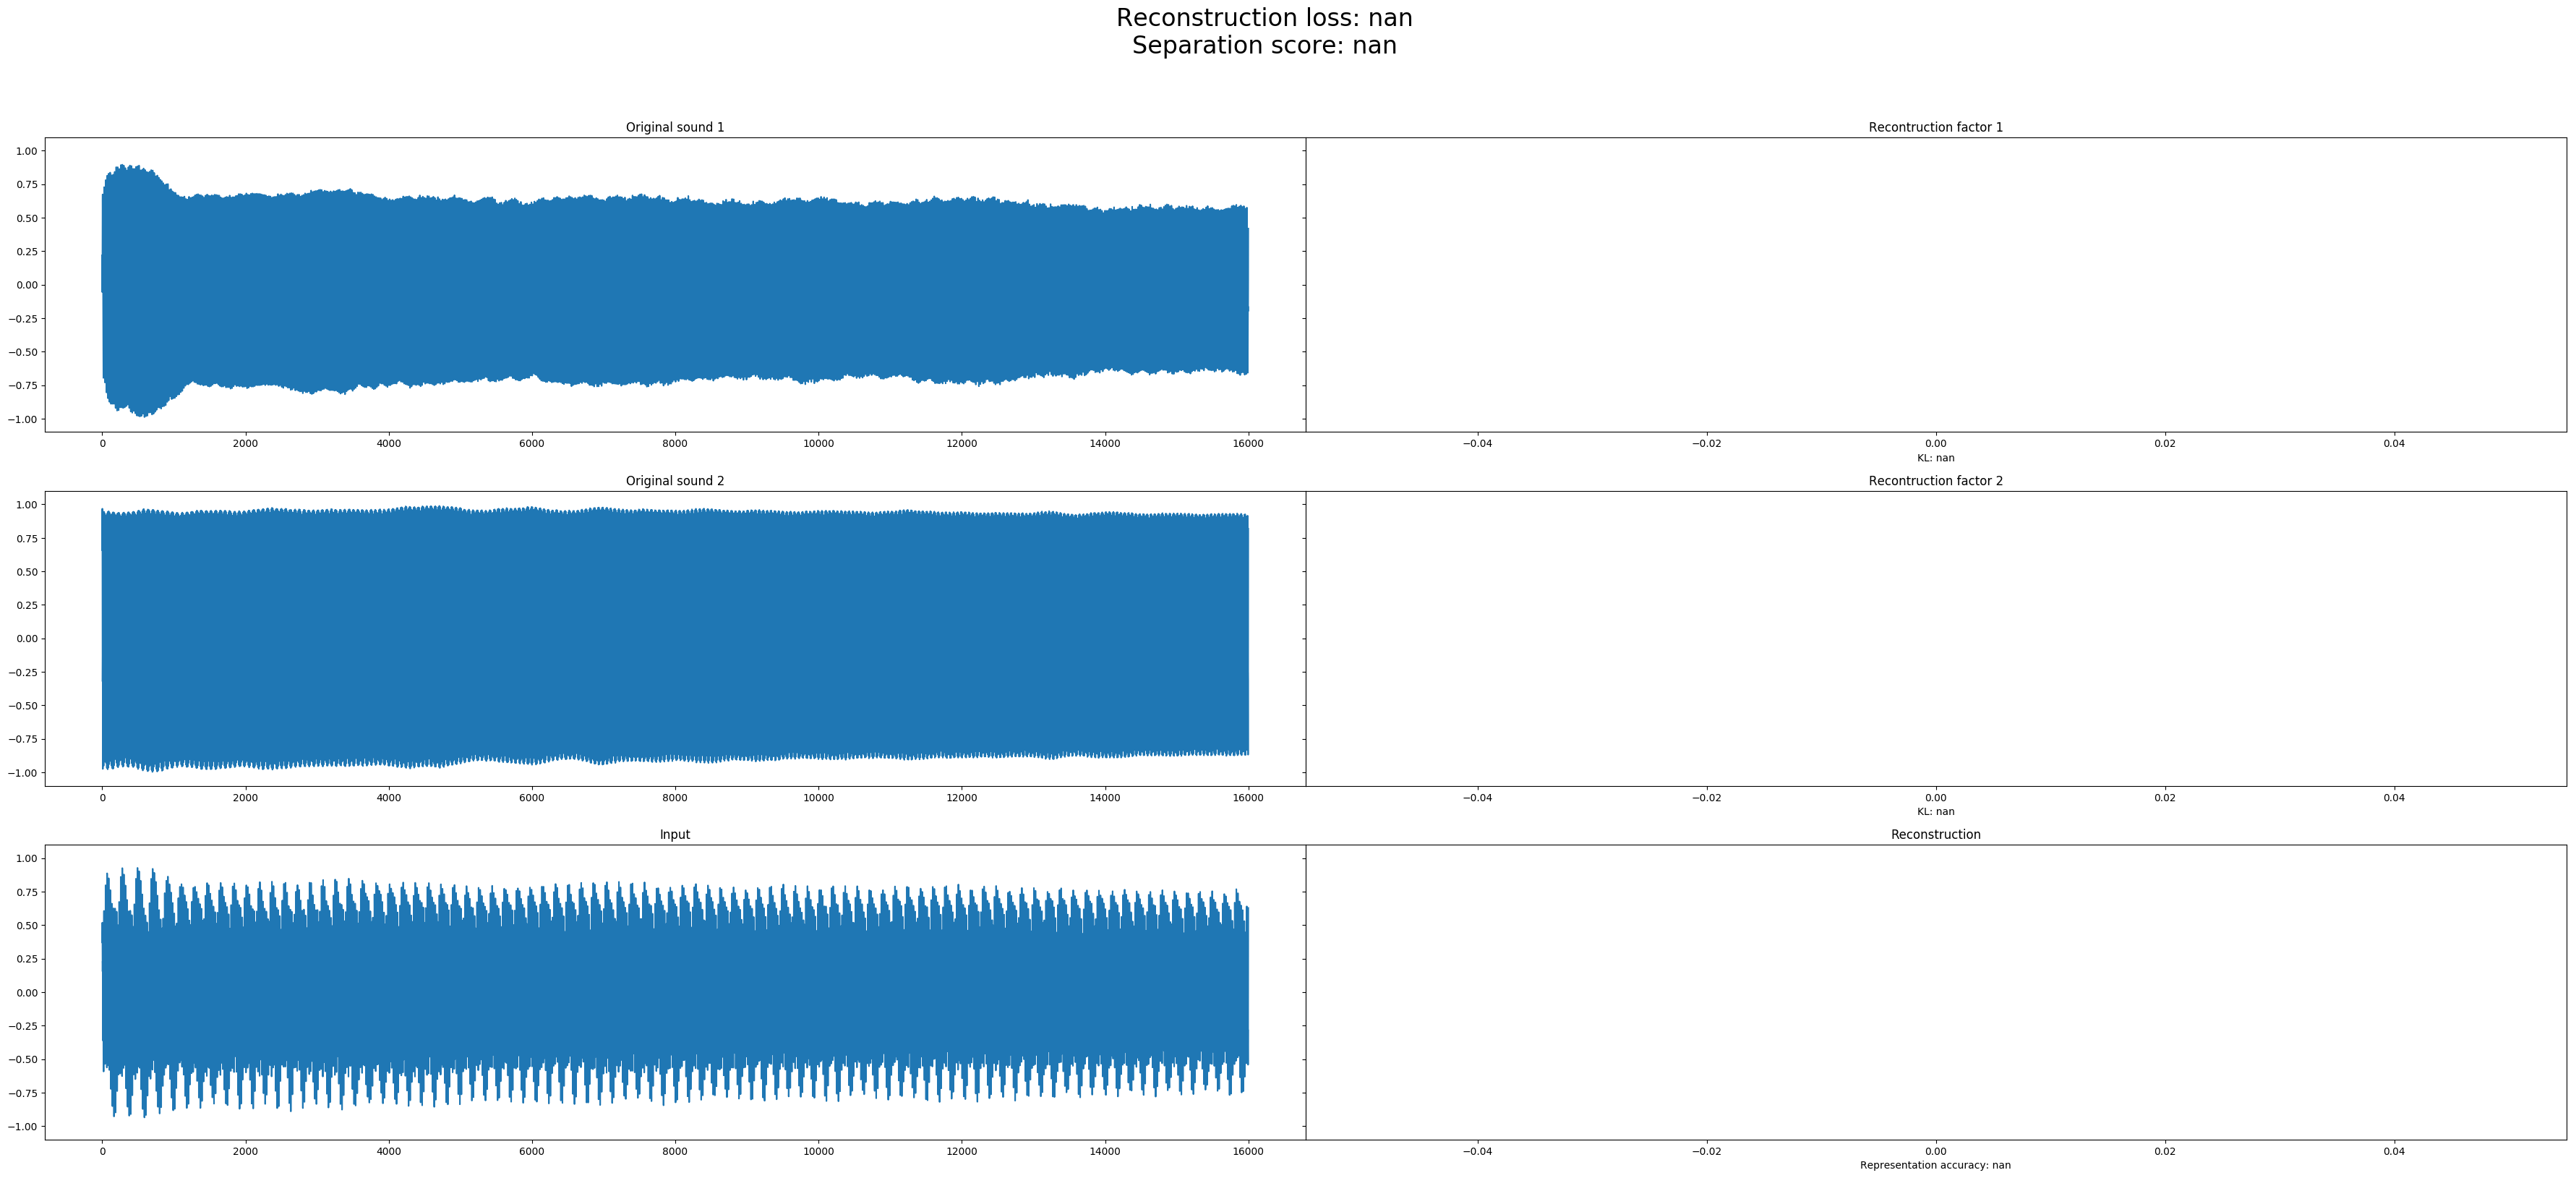 Reconstruction loss: nan
Separation score: nan
Original sound 1
Recontruction factor 1
1.00
0.75
0.50
0.25
0.00
−0.25
−0.50
−0.75
−1.00
0 2000 4000 6000 8000 10000 12000 14000 16000
−0.04 −0.02 0.00 0.02 0.04
KL: nan
Original sound 2
Recontruction factor 2
1.00
0.75
0.50
0.25
0.00
−0.25
−0.50
−0.75
−1.00
0 2000 4000 6000 8000 10000 12000 14000 16000
−0.04 −0.02 0.00 0.02 0.04
KL: nan
Input
Reconstruction
1.00
0.75
0.50
0.25
0.00
−0.25
−0.50
−0.75
−1.00
0 2000 4000 6000 8000 10000 12000 14000 16000
−0.04 −0.02 0.00 0.02 0.04
Representation accuracy: nan